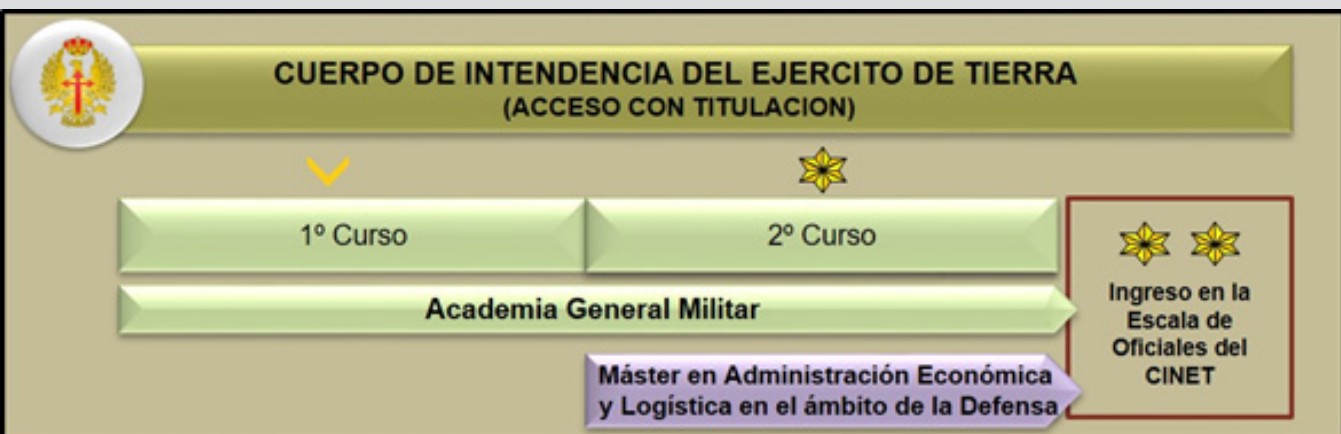 CUERPO DE INTENDENCIA DEL EJERCITO DE TIERRA
(ACCESO CON TITULACION)
1º Curso
2º Curso
Academia General Militar
Máster en Administración Económica
y Logística en el ámbito de la Defensa
Ingreso en la
Escala de
Oficiales del
CINET